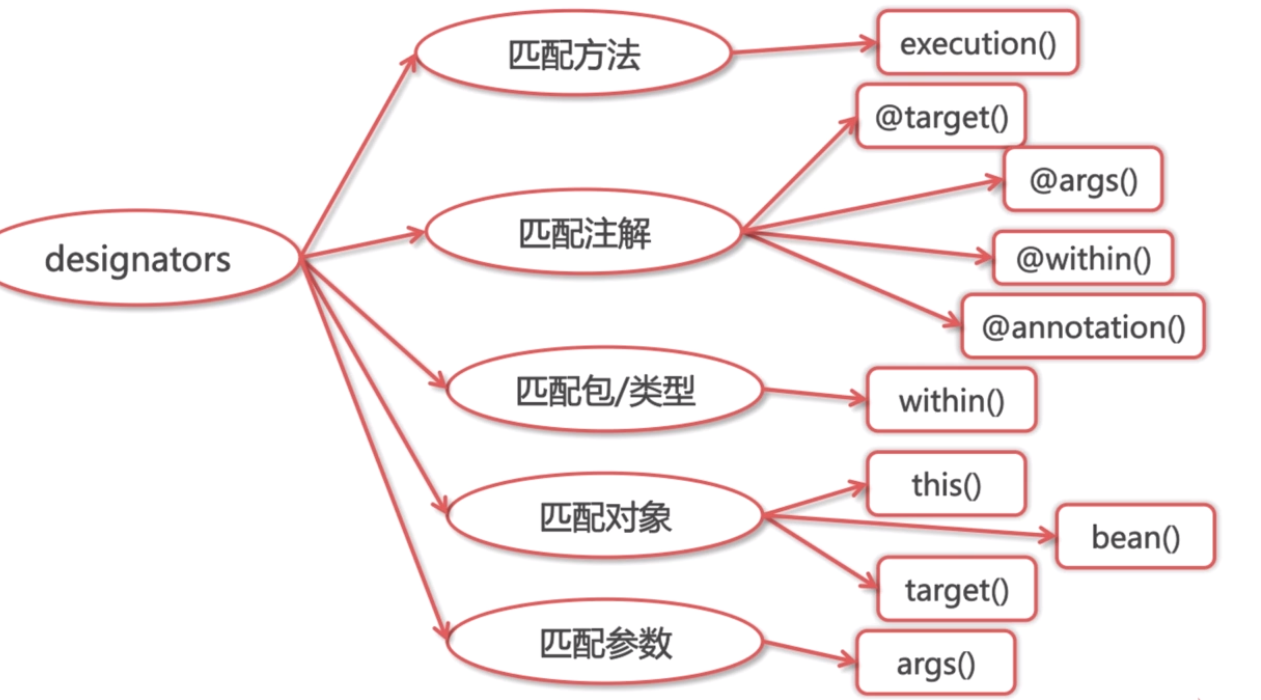 designators
匹配方法
execution()
匹配注解
@target()
@args()
@within()
@annotation()
匹配包/类型
within()
匹配对象
this()
bean()
target()
匹配参数
args()